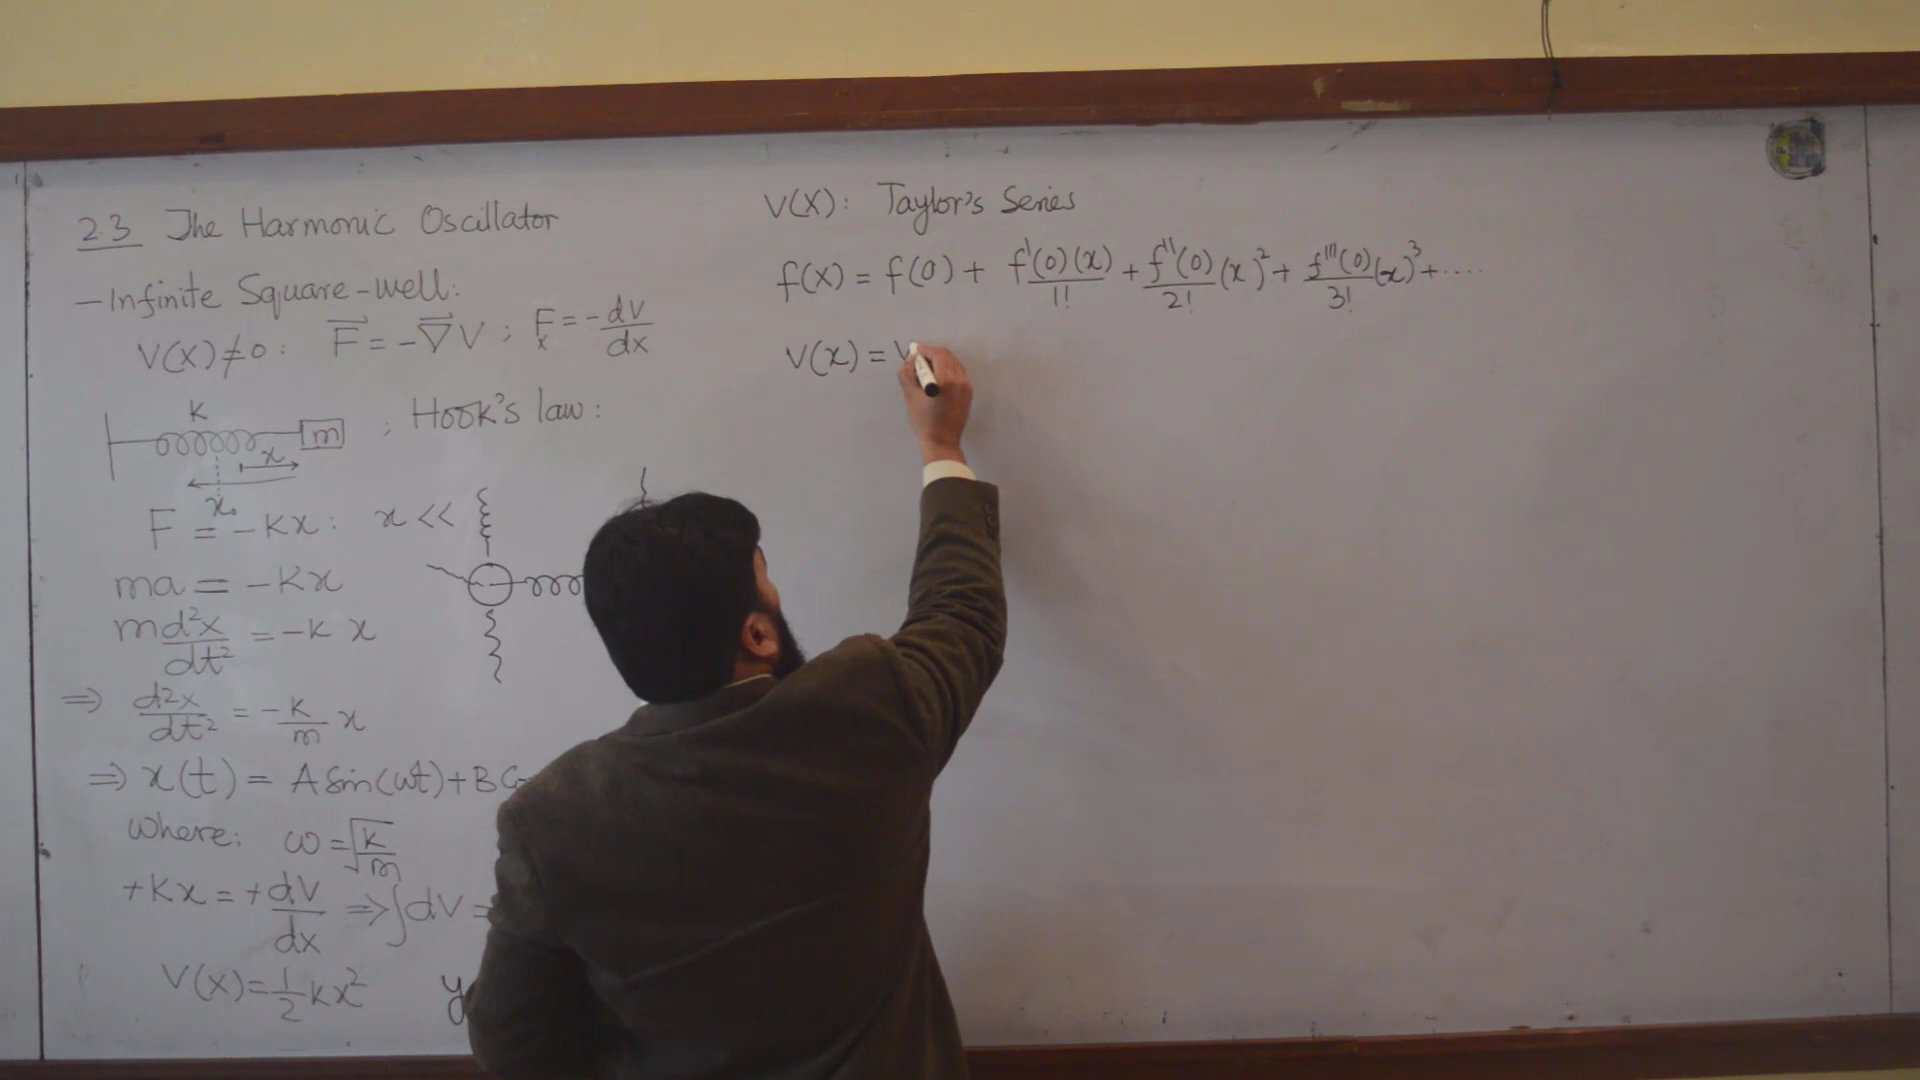 2.3 The Harmonic Oscillator
- Infinite Square-well:
V(x) ≠ 0 : F⃗ = -∇⃗V ; Fₓ = -dV/dx
K
m
; Hook's law :
x
x₀
F = -Kx : x <<
ma = -Kx
m d²x/dt² = -K x
⇒ d²x/dt² = -K/m x
⇒ x(t) = A Sin(ωt) + B
Where: ω = √(K/m)
+Kx = +dV/dx ⇒ ∫dV =
V(x) = 1/2 Kx² y
V(x) : Taylor's Series
f(x) = f(0) + f'(0)(x)/1! + f''(0)/2! (x)² + f'''(0)/3! (x)³ + ....
V(x) = V